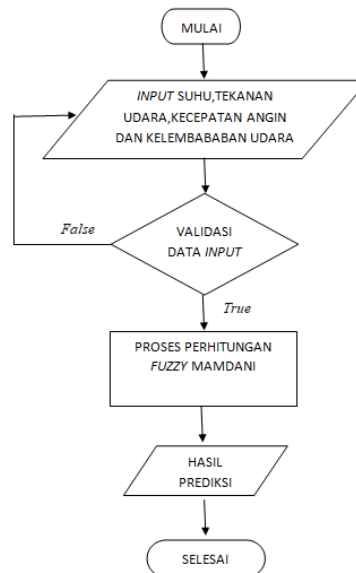 MULAI
INPUT SUHU,TEKANAN
UDARA,KECEPATAN ANGIN
DAN KELEMBABABAN UDARA
False
VALIDASI
DATA INPUT
True
PROSES PERHITUNGAN
FUZZY MAMDANI
HASIL
PREDIKSI
SELESAI